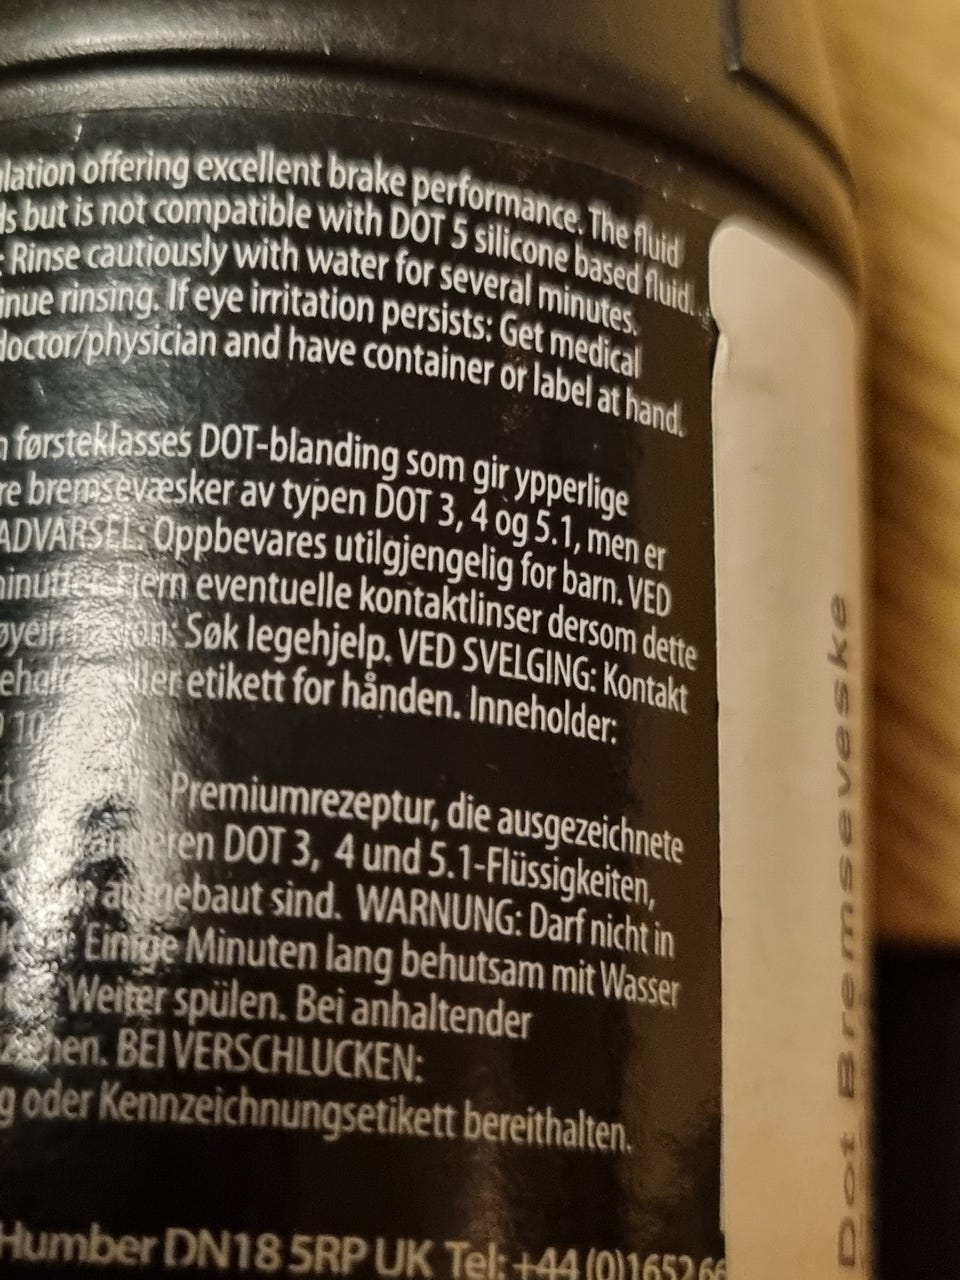 offering excellent brake performance. The fluid
but is not compatible with DOT 5 silicone based fluid.
Rinse cautiously with water for several minutes.
rinsing. If eye irritation persists: Get medical
doctor/physician and have container or label at hand.
førsteklasses DOT-blanding som gir ypperlige
bremsevæsker av typen DOT 3, 4 og 5.1, men er
ADVARSEL: Oppbevares utilgjengelig for barn. VED
eventuelle kontaktlinser dersom dette
Søk legehjelp. VED SVELGING: Kontakt
etikett for hånden. Inneholder:
Premiumrezeptur, die ausgezeichnete
DOT 3, 4 und 5.1-Flüssigkeiten,
sind. WARNUNG: Darf nicht in
Einige Minuten lang behutsam mit Wasser
Weiter spülen. Bei anhaltender
BEI VERSCHLUCKEN:
oder Kennzeichnungsetikett bereithalten.
Humber DN18 5RP UK Tel: +44 (0)1652 66
Dot Bremseveske